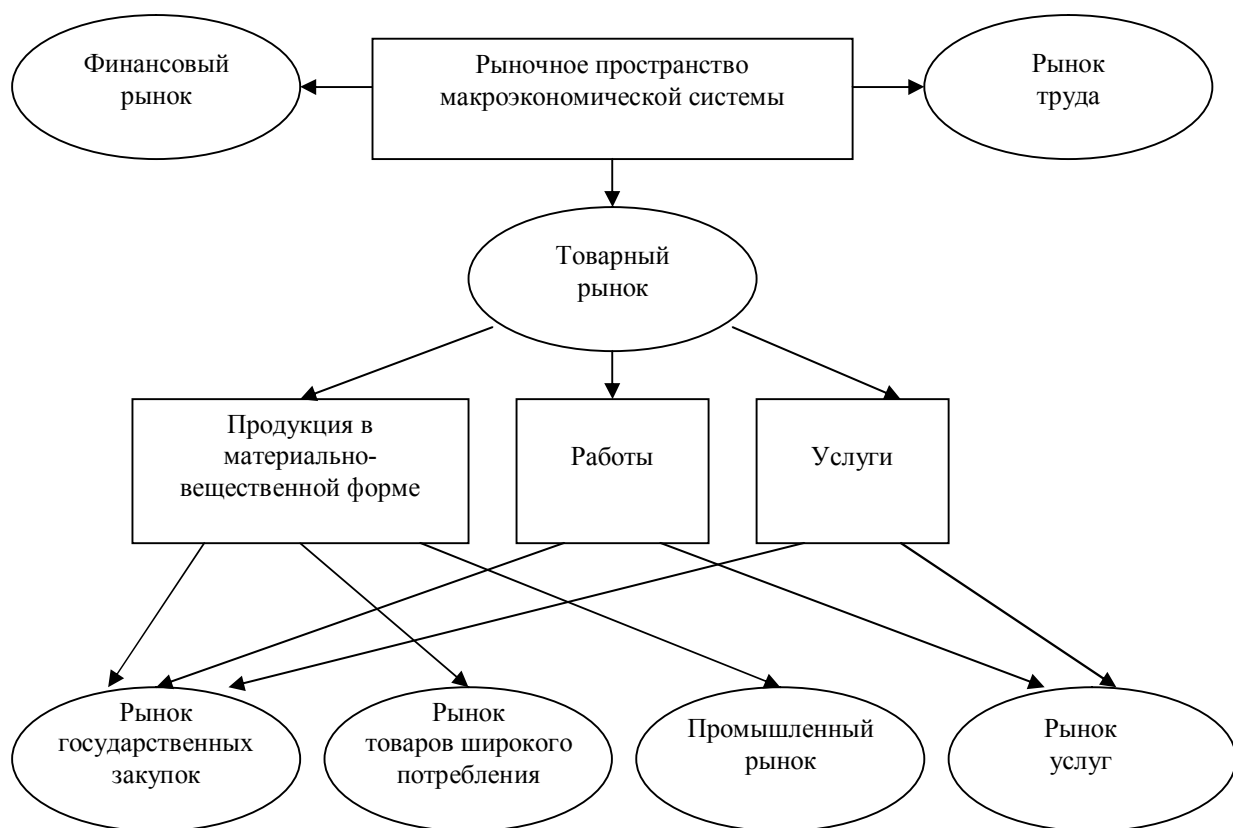 Финансовый
рынок
Рыночное пространство
макроэкономической системы
Рынок
труда
Товарный
рынок
Продукция в
материально-
вещественной форме
Работы
Услуги
Рынок
государственных
закупок
Рынок
товаров широкого
потребления
Промышленный
рынок
Рынок
услуг